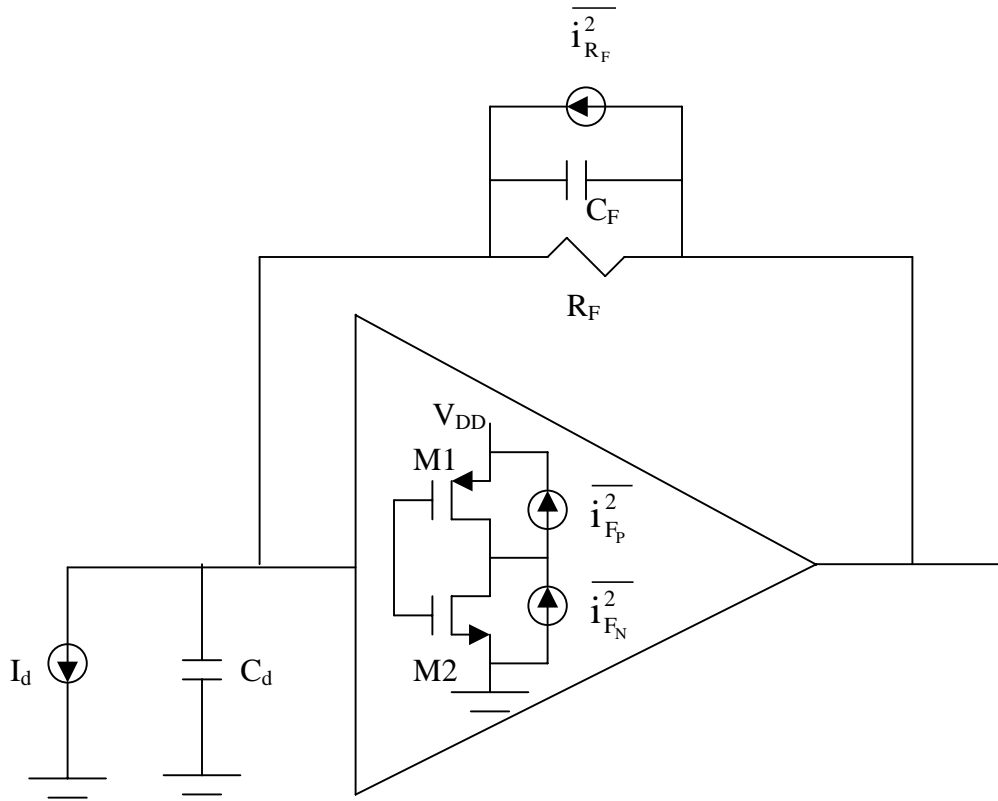 i²_{R_F}
C_F
R_F
V_DD
M1
i²_{F_P}
i²_{F_N}
M2
I_d
C_d